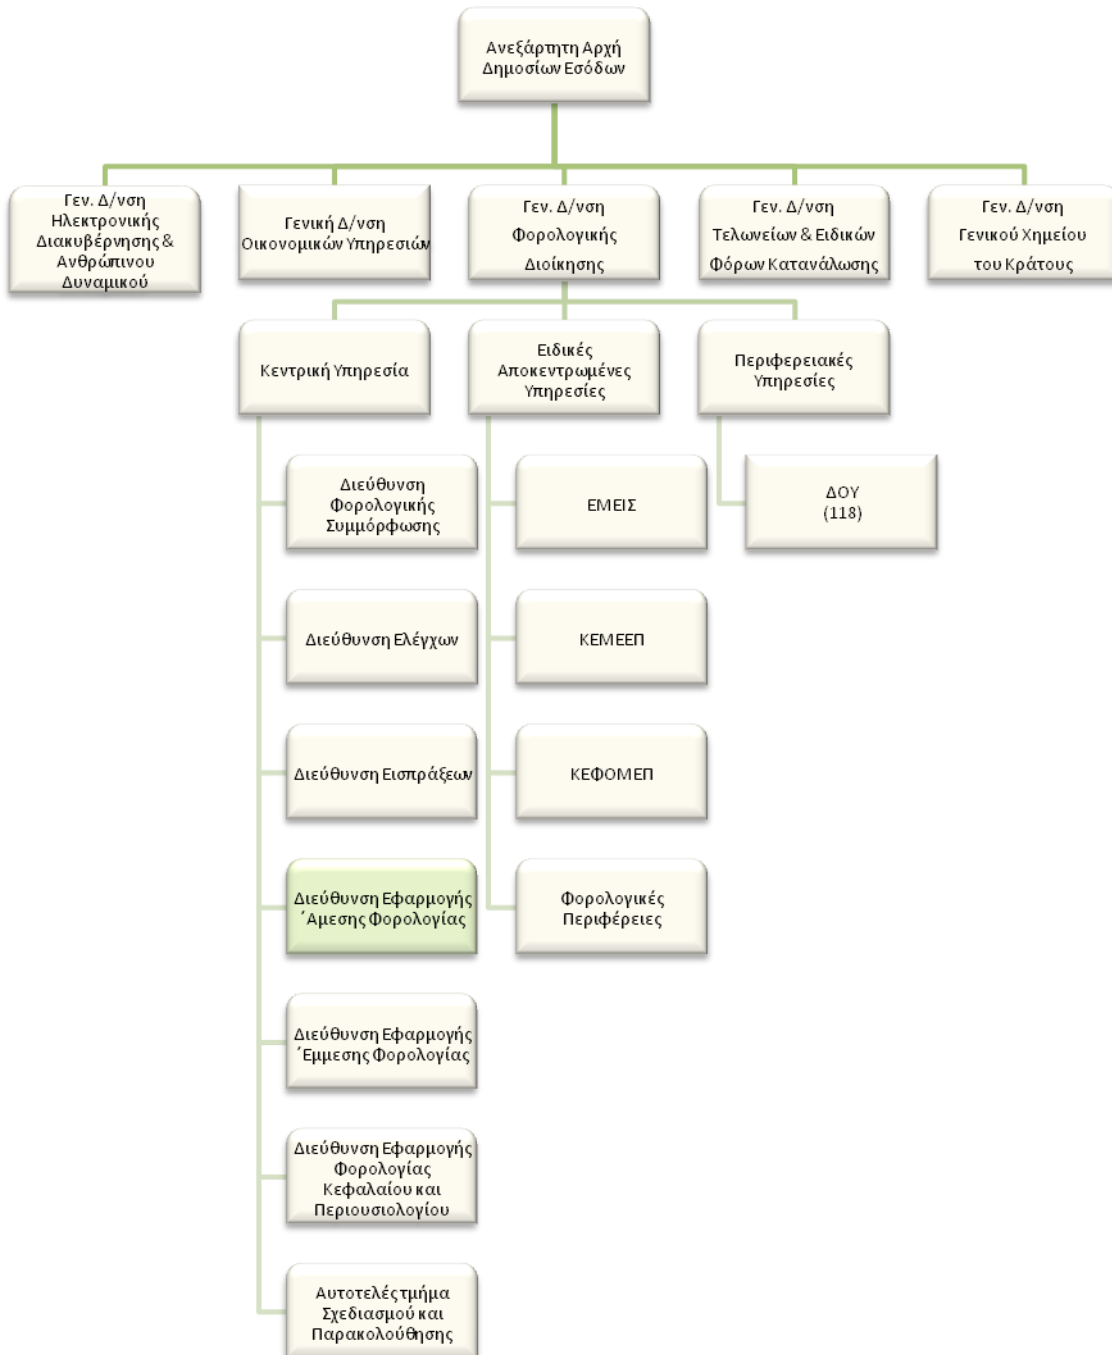 Ανεξάρτητη Αρχή
Δημοσίων Εσόδων
Γεν. Δ/νση
Ηλεκτρονικής
Διακυβέρνησης &
Ανθρώπινου
Δυναμικού
Γενική Δ/νση
Οικονομικών Υπηρεσιών
Γεν. Δ/νση
Φορολογικής
Διοίκησης
Γεν. Δ/νση
Τελωνείων & Ειδικών
Φόρων Κατανάλωσης
Γεν. Δ/νση
Γενικού Χημείου
του Κράτους
Κεντρική Υπηρεσία
Ειδικές
Αποκεντρωμένες
Υπηρεσίες
Περιφερειακές
Υπηρεσίες
Διεύθυνση
Φορολογικής
Συμμόρφωσης
ΕΜΕΙΣ
ΔΟΥ
(118)
Διεύθυνση Ελέγχων
ΚΕΜΕΕΠ
Διεύθυνση Εισπράξεων
ΚΕΦΟΜΕΠ
Διεύθυνση Εφαρμογής
΄Αμεσης Φορολογίας
Φορολογικές
Περιφέρειες
Διεύθυνση Εφαρμογής
΄Εμμεσης Φορολογίας
Διεύθυνση Εφαρμογής
Φορολογίας
Κεφαλαίου και
Περιουσιολογίου
Αυτοτελές τμήμα
Σχεδιασμού και
Παρακολούθησης